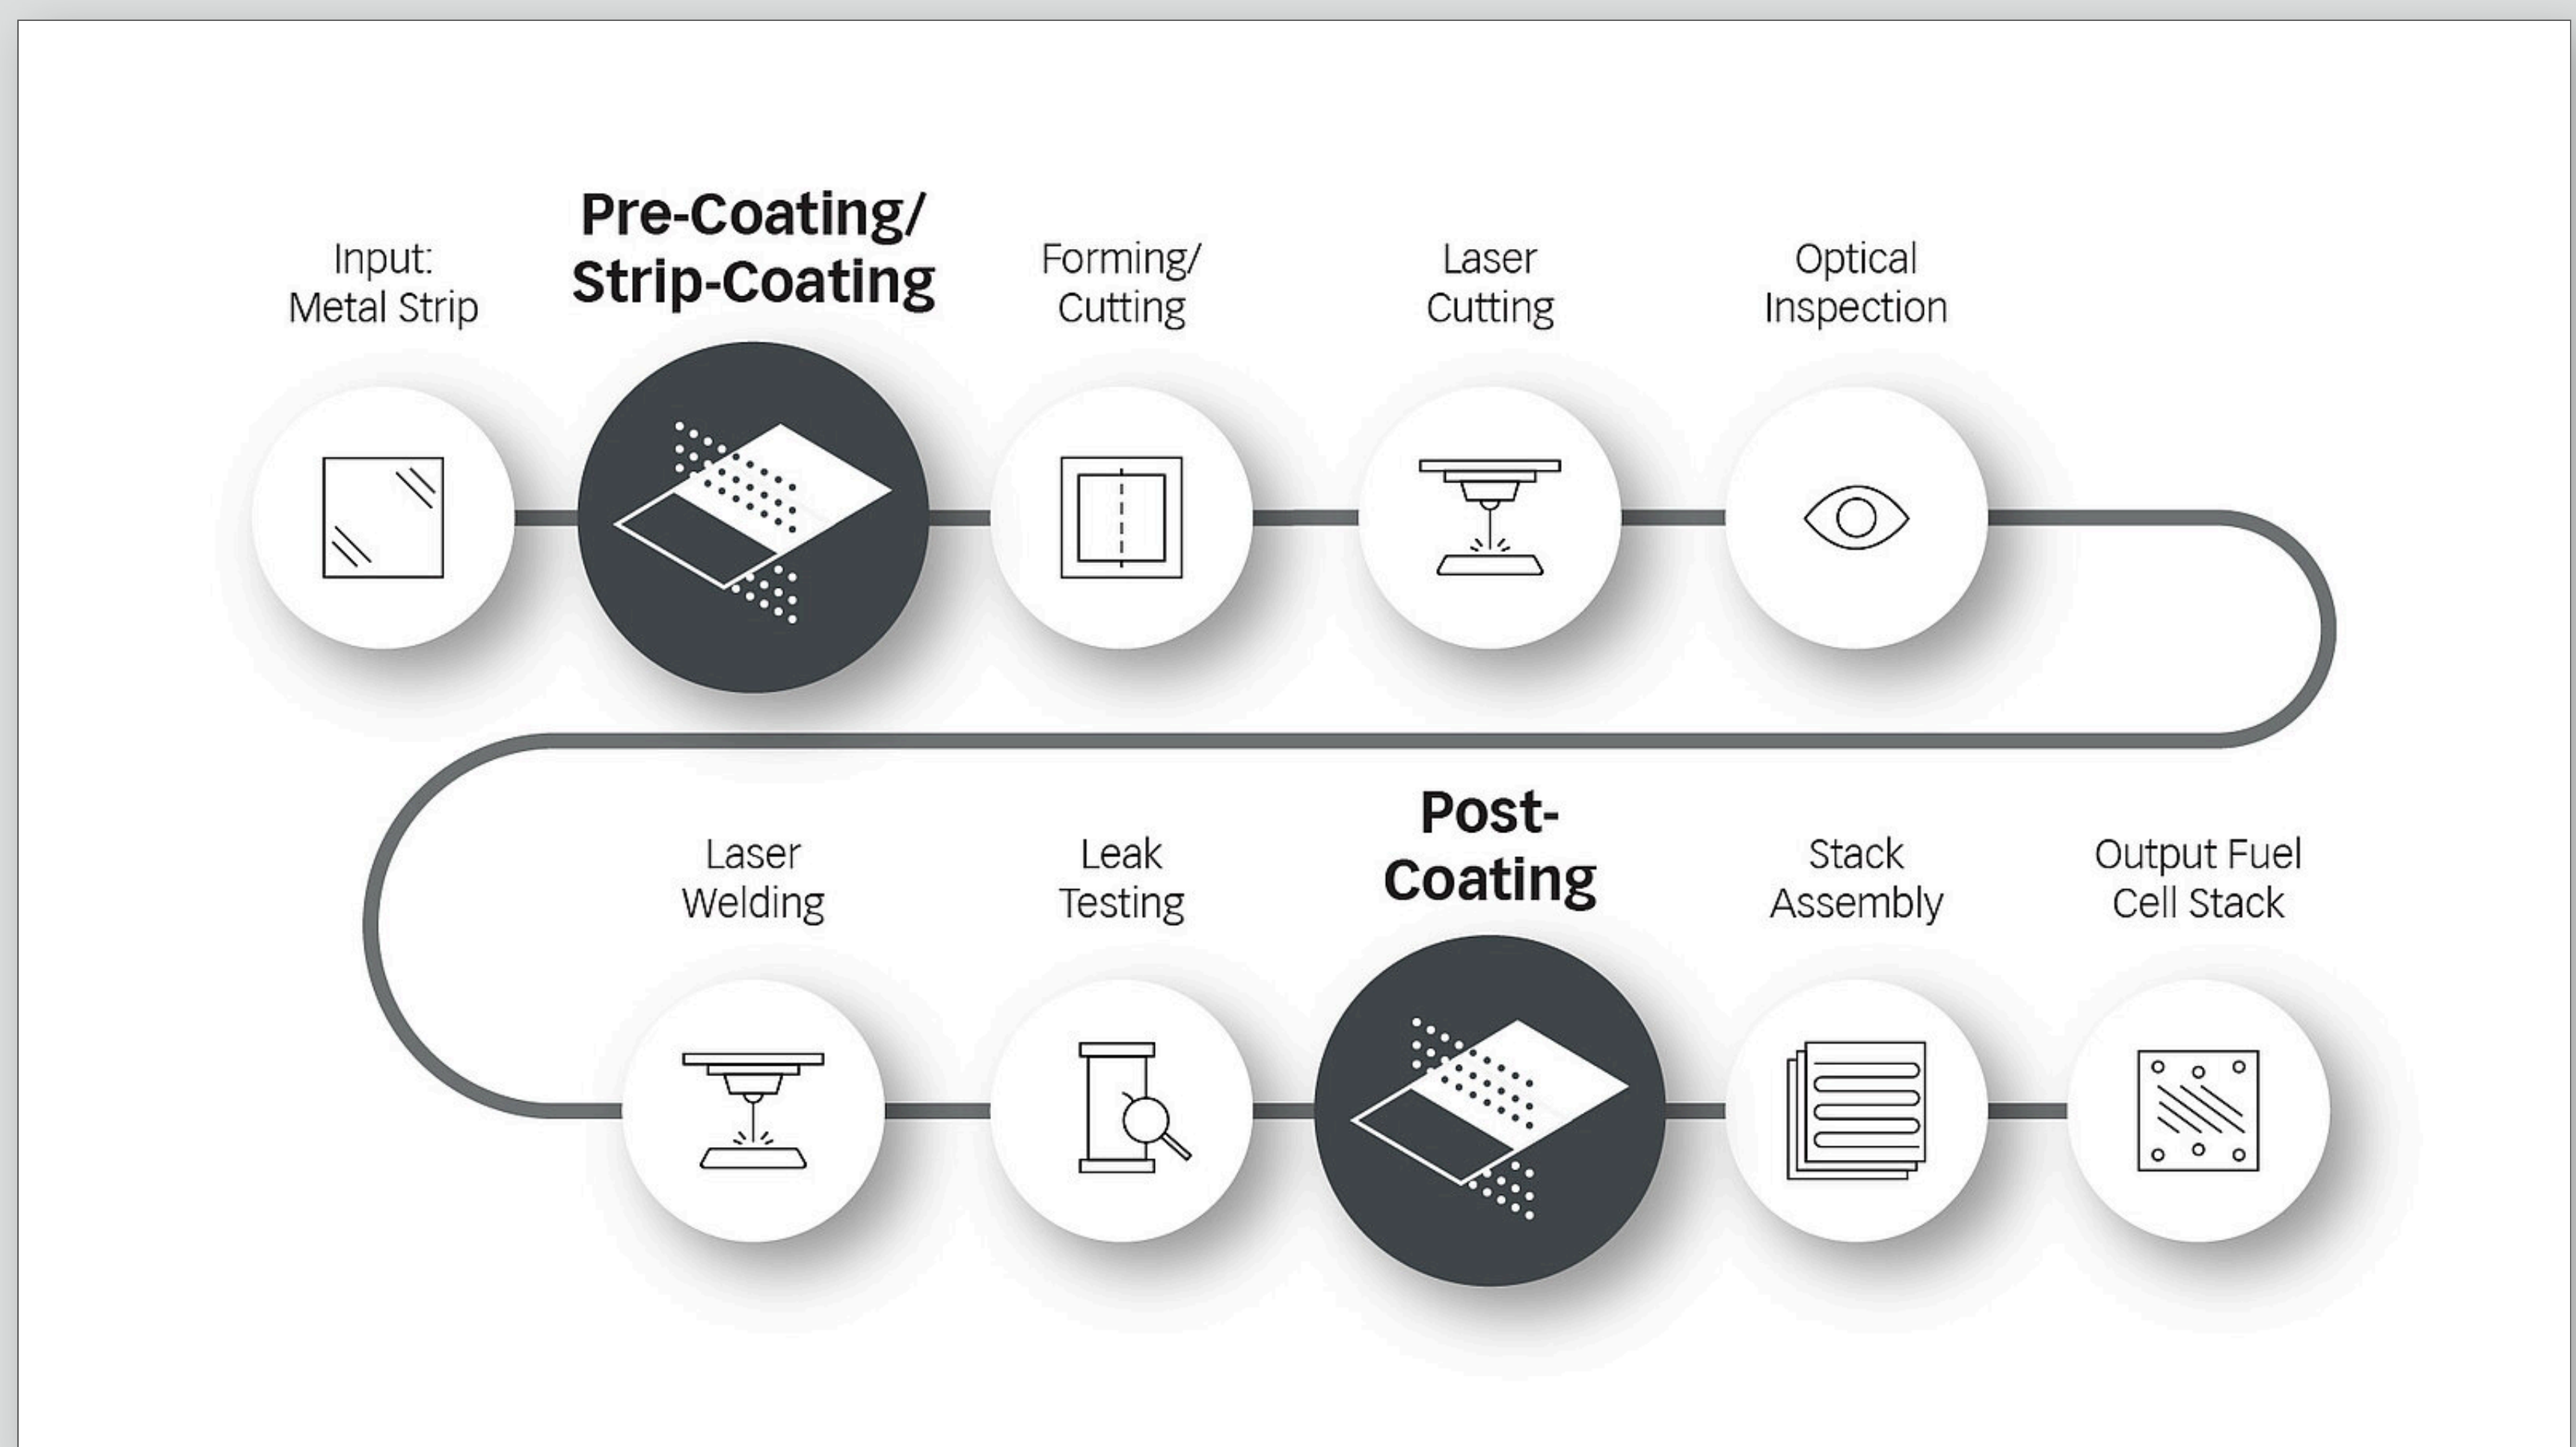 Input:
Metal Strip
Pre-Coating/
Strip-Coating
Forming/
Cutting
Laser
Cutting
Optical
Inspection
Laser
Welding
Leak
Testing
Post-
Coating
Stack
Assembly
Output Fuel
Cell Stack